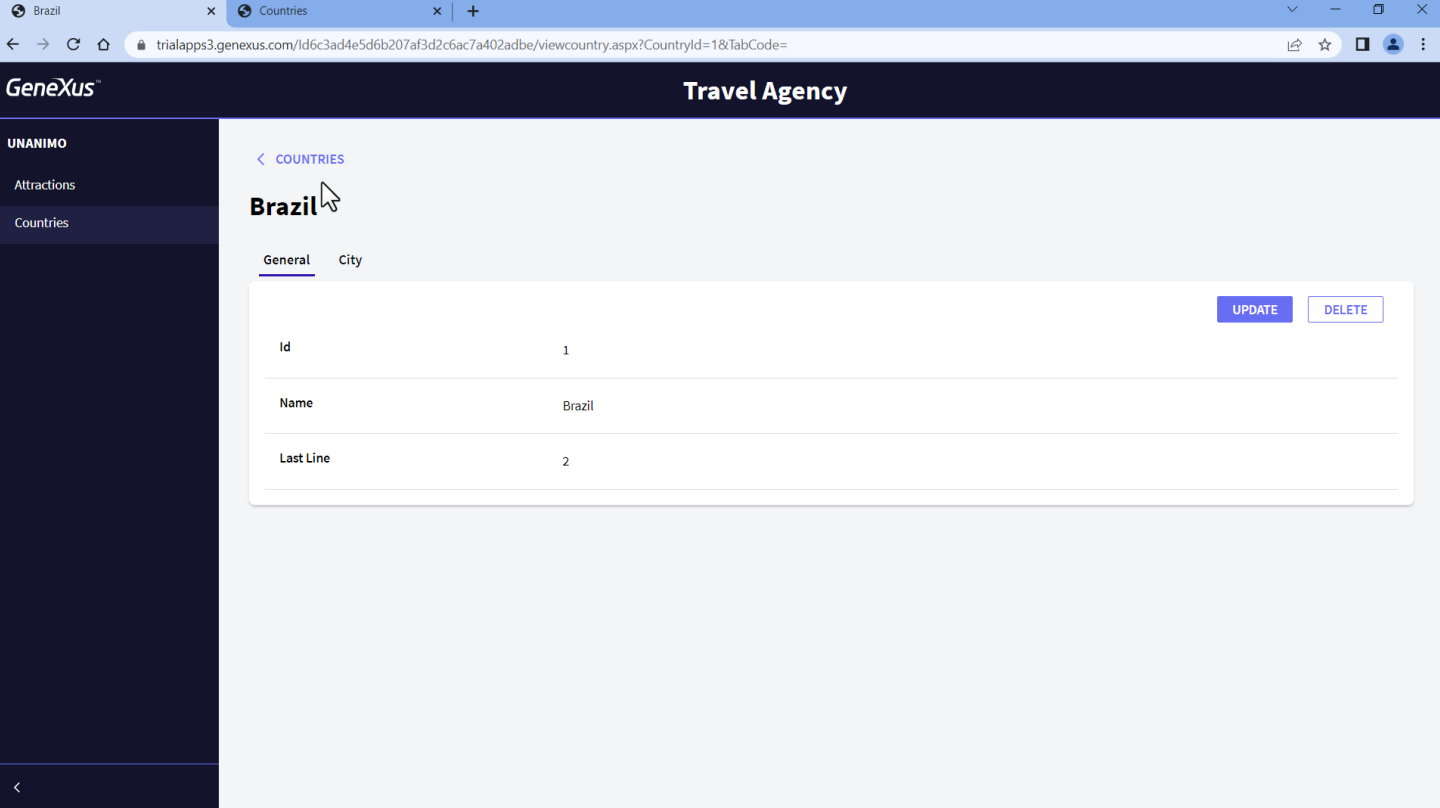 Brazil
Countries
trialapps3.genexus.com/Id6c3ad4e5d6b207af3d2c6ac7a402adbe/viewcountry.aspx?CountryId=1&TabCode=
GeneXus™
Travel Agency
UNANIMO
Attractions
Countries
COUNTRIES
Brazil
General City
UPDATE DELETE
Id 1
Name Brazil
Last Line 2